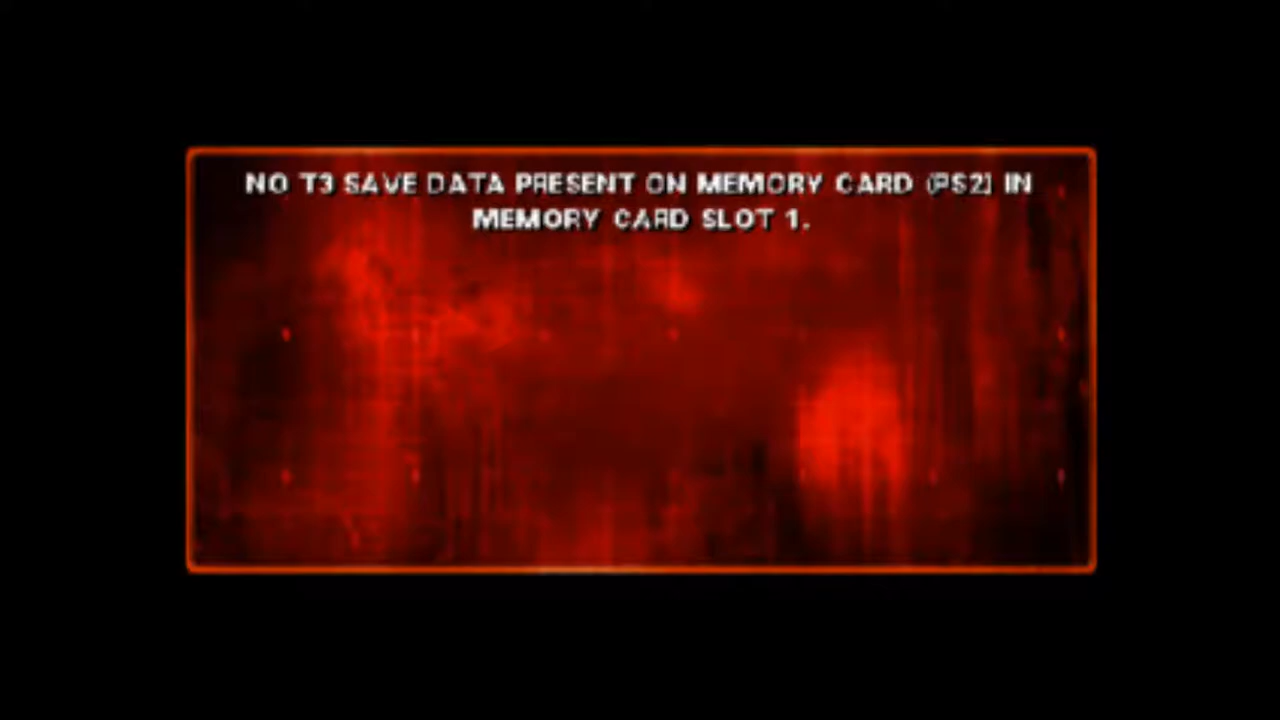 NO T3 SAVE DATA PRESENT ON MEMORY CARD (PS2) IN
MEMORY CARD SLOT 1.